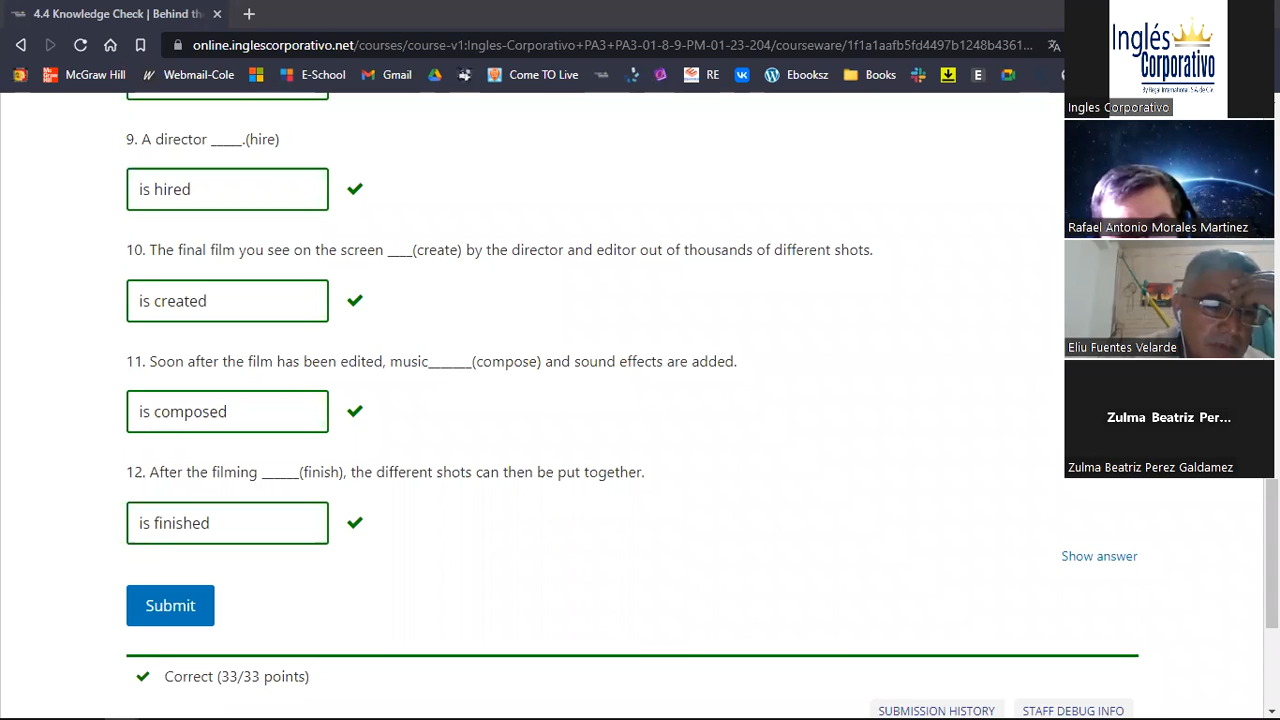 4.4 Knowledge Check | Behind the
online.inglescorporativo.net/courses/course-v1:Ingles-Corporativo+PA3+PA3-01-8-9-PM-01-23-204/courseware/1f1a1aafb5fd4497b1248b4361...
McGraw Hill
Webmail-Cole
E-School
Gmail
Come TO Live
RE
Ebooksz
Books
E
Inglés
Corporativo
Ingles Corporativo
Rafael Antonio Morales Martinez
Eliu Fuentes Velarde
Zulma Beatriz Per...
Zulma Beatriz Perez Galdamez
9. A director _____.(hire)
is hired
10. The final film you see on the screen ____(create) by the director and editor out of thousands of different shots.
is created
11. Soon after the film has been edited, music_______(compose) and sound effects are added.
is composed
12. After the filming ______(finish), the different shots can then be put together.
is finished
Show answer
Submit
Correct (33/33 points)
SUBMISSION HISTORY
STAFF DEBUG INFO